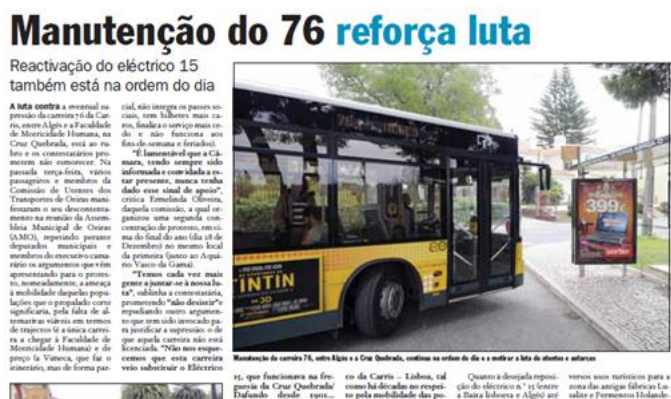 Manutenção do 76 reforça luta
Reactivação do eléctrico 15
também está na ordem do dia
A luta contra a eventual su-
pressão da carreira 76 da Car-
ris, entre Algés e a Faculdade
de Motricidade Humana, na
Cruz Quebrada, está ao ru-
bro e os contestatários pro-
metem não esmorecer. Na
passada terça-feira, vários
passageiros e membros da
Comissão de Utentes dos
Transportes de Oeiras mani-
festaram o seu descontenta-
mento na reunião da Assem-
bleia Municipal de Oeiras
(AMO), repetindo perante
deputados municipais e
membros do executivo cama-
rário os argumentos que vêm
apresentando para o protes-
to, nomeadamente, a ameaça
à mobilidade daquelas popu-
lações que o propalado corte
significaria, pela falta de al-
ternativas viáveis em termos
de trajectos (é a única carrei-
ra a chegar à Faculdade de
Motricidade Humana) e de
preço (a Vimeca, que faz o
itinerário, mas de forma par-
cial, não integra os passes so-
ciais, tem bilhetes mais ca-
ros, finaliza o serviço mais ce-
do e não funciona aos
fins-de-semana e feriados).
"É lamentável que a Câ-
mara, tendo sempre sido
informada e convidada a es-
tar presente, nunca tenha
dado esse sinal de apoio",
critica Ermelinda Oliveira,
daquela comissão, a qual or-
ganizou uma segunda con-
centração de protesto, em ci-
ma do final do ano (dia 28 de
Dezembro) no mesmo local
da primeira (junto ao Aquá-
rio Vasco da Gama).
"Temos cada vez mais
gente a juntar-se à nossa lu-
ta", sublinha a contestatária,
prometendo "não desistir" e
repudiando outro argumen-
to que tem sido invocado pa-
ra justificar a supressão: o de
que aquela carreira não está
licenciada. "Não nos esque-
cemos que esta carreira
veio substituir o Eléctrico
76
399€
TINTIN
3D
Manutenção da carreira 76, entre Algés e a Cruz Quebrada, continua na ordem do dia e a motivar a luta de utentes e autarcas
15, que funcionava na fre-
guesia da Cruz Quebrada/
Dafundo desde 1901...
co da Carris – Lisboa, tal
como há décadas no respei-
to pela mobilidade das po-
Quanto à desejada reposi-
ção do eléctrico n.º 15 (entre
a Baixa lisboeta e Algés) até
versos usos turísticos para a
zona das antigas fábricas Lu-
salite e Fermentos Holande-